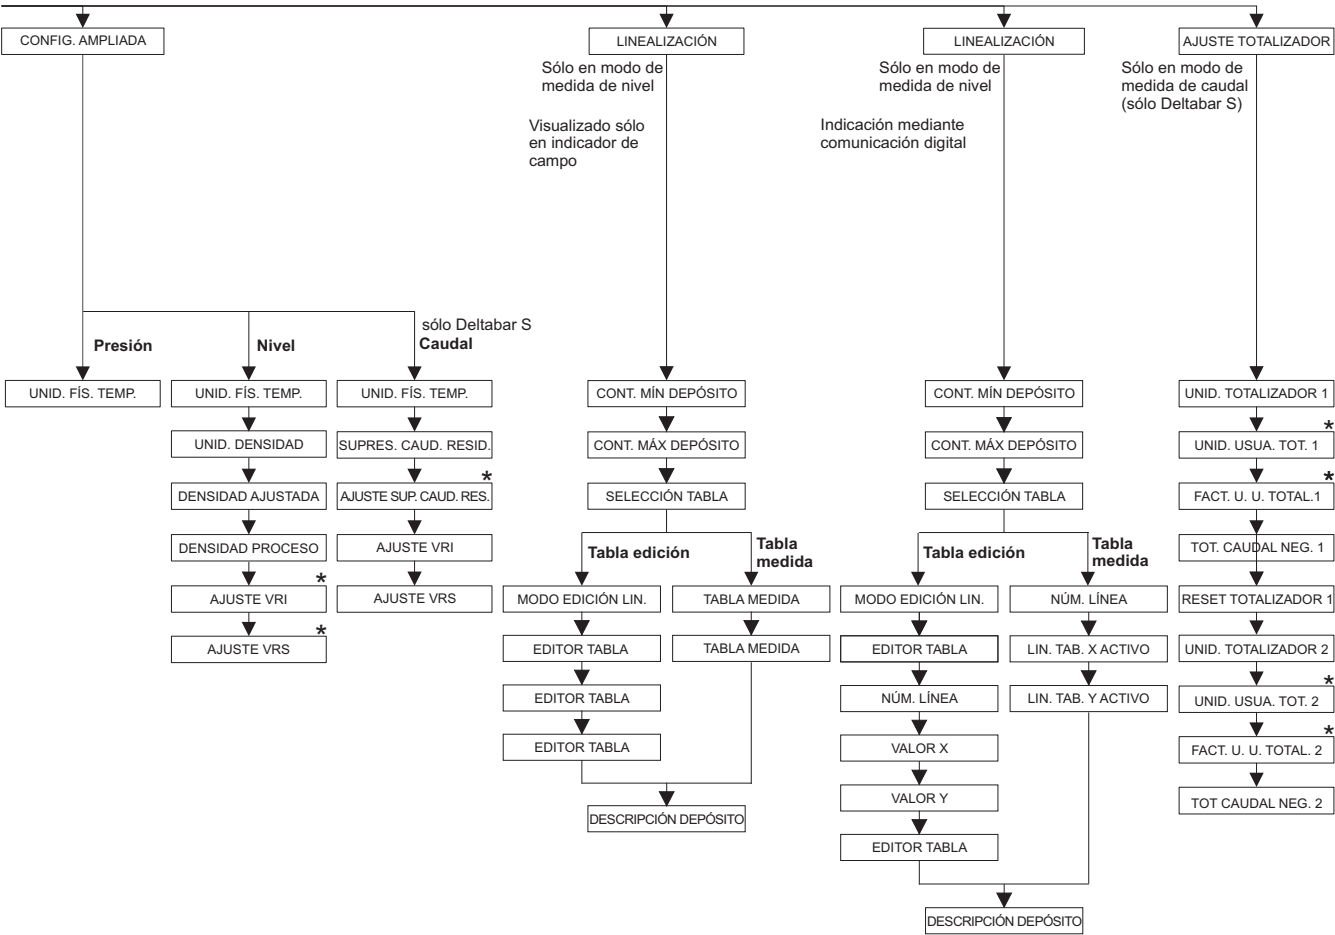 CONFIG. AMPLIADA
LINEALIZACIÓN
LINEALIZACIÓN
AJUSTE TOTALIZADOR
Sólo en modo de
medida de nivel
Visualizado sólo
en indicador de
campo
Sólo en modo de
medida de nivel
Indicación mediante
comunicación digital
Sólo en modo de
medida de caudal
(sólo Deltabar S)
Presión
Nivel
sólo Deltabar S
Caudal
UNID. FÍS. TEMP.
UNID. FÍS. TEMP.
UNID. DENSIDAD
DENSIDAD AJUSTADA
DENSIDAD PROCESO
*
AJUSTE VRI
*
AJUSTE VRS
UNID. FÍS. TEMP.
SUPRES. CAUD. RESID.
*
AJUSTE SUP. CAUD. RES.
AJUSTE VRI
AJUSTE VRS
CONT. MÍN DEPÓSITO
CONT. MÁX DEPÓSITO
SELECCIÓN TABLA
Tabla edición
Tabla
medida
MODO EDICIÓN LIN.
EDITOR TABLA
EDITOR TABLA
EDITOR TABLA
TABLA MEDIDA
TABLA MEDIDA
DESCRIPCIÓN DEPÓSITO
CONT. MÍN DEPÓSITO
CONT. MÁX DEPÓSITO
SELECCIÓN TABLA
Tabla edición
Tabla
medida
MODO EDICIÓN LIN.
EDITOR TABLA
NÚM. LÍNEA
VALOR X
VALOR Y
EDITOR TABLA
NÚM. LÍNEA
LIN. TAB. X ACTIVO
LIN. TAB. Y ACTIVO
DESCRIPCIÓN DEPÓSITO
UNID. TOTALIZADOR 1
*
UNID. USUA. TOT. 1
*
FACT. U. U. TOTAL.1
TOT. CAUDAL NEG. 1
RESET TOTALIZADOR 1
UNID. TOTALIZADOR 2
*
UNID. USUA. TOT. 2
*
FACT. U. U. TOTAL. 2
TOT CAUDAL NEG. 2